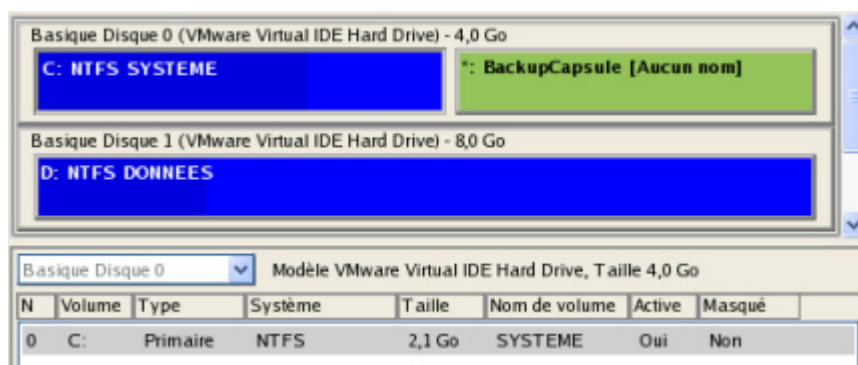 Basique Disque 0 (VMware Virtual IDE Hard Drive) - 4,0 Go
C: NTFS SYSTEME *: BackupCapsule [Aucun nom]
Basique Disque 1 (VMware Virtual IDE Hard Drive) - 8,0 Go
D: NTFS DONNEES
Basique Disque 0 Modèle VMware Virtual IDE Hard Drive, Taille 4,0 Go
N Volume Type Système Taille Nom de volume Active Masqué
0 C: Primaire NTFS 2,1 Go SYSTEME Oui Non